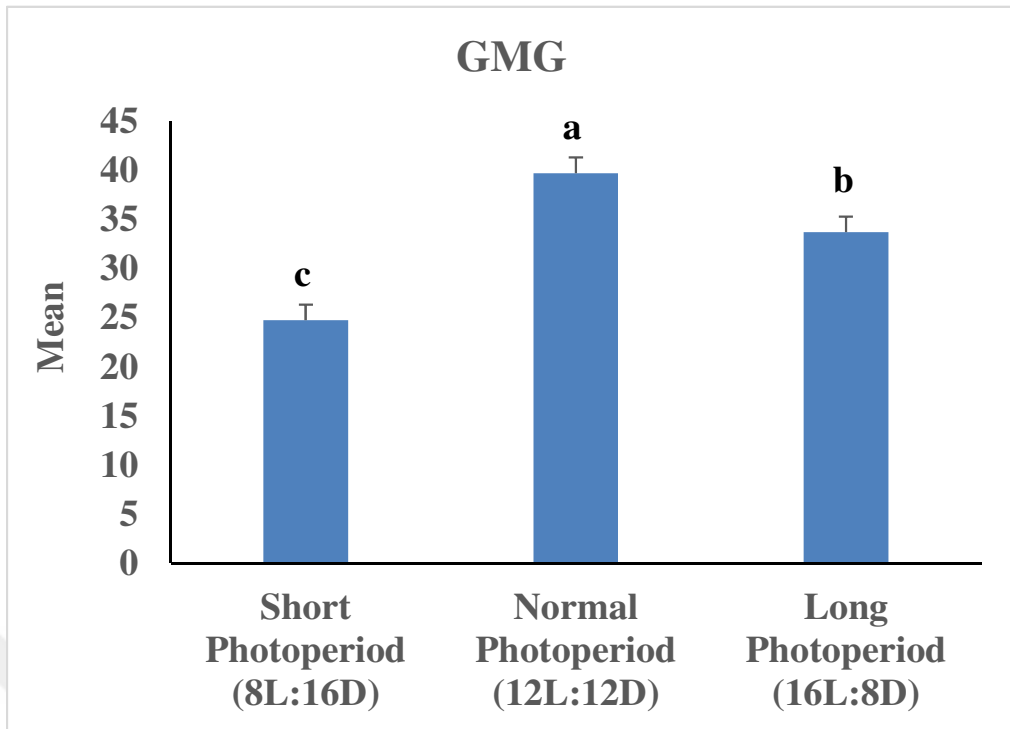 GMG
Mean
45
40
35
30
25
20
15
10
5
0
c
a
b
Short
Photoperiod
(8L:16D)
Normal
Photoperiod
(12L:12D)
Long
Photoperiod
(16L:8D)